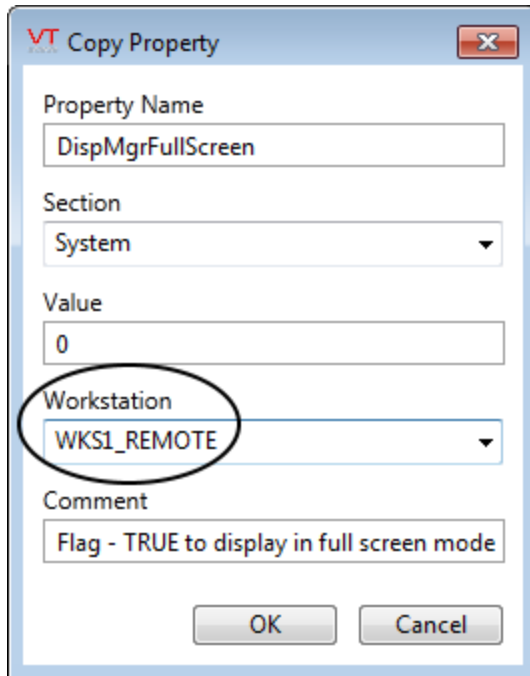 VT Copy Property
Property Name
DispMgrFullScreen
Section
System
Value
0
Workstation
WKS1_REMOTE
Comment
Flag - TRUE to display in full screen mode
OK Cancel